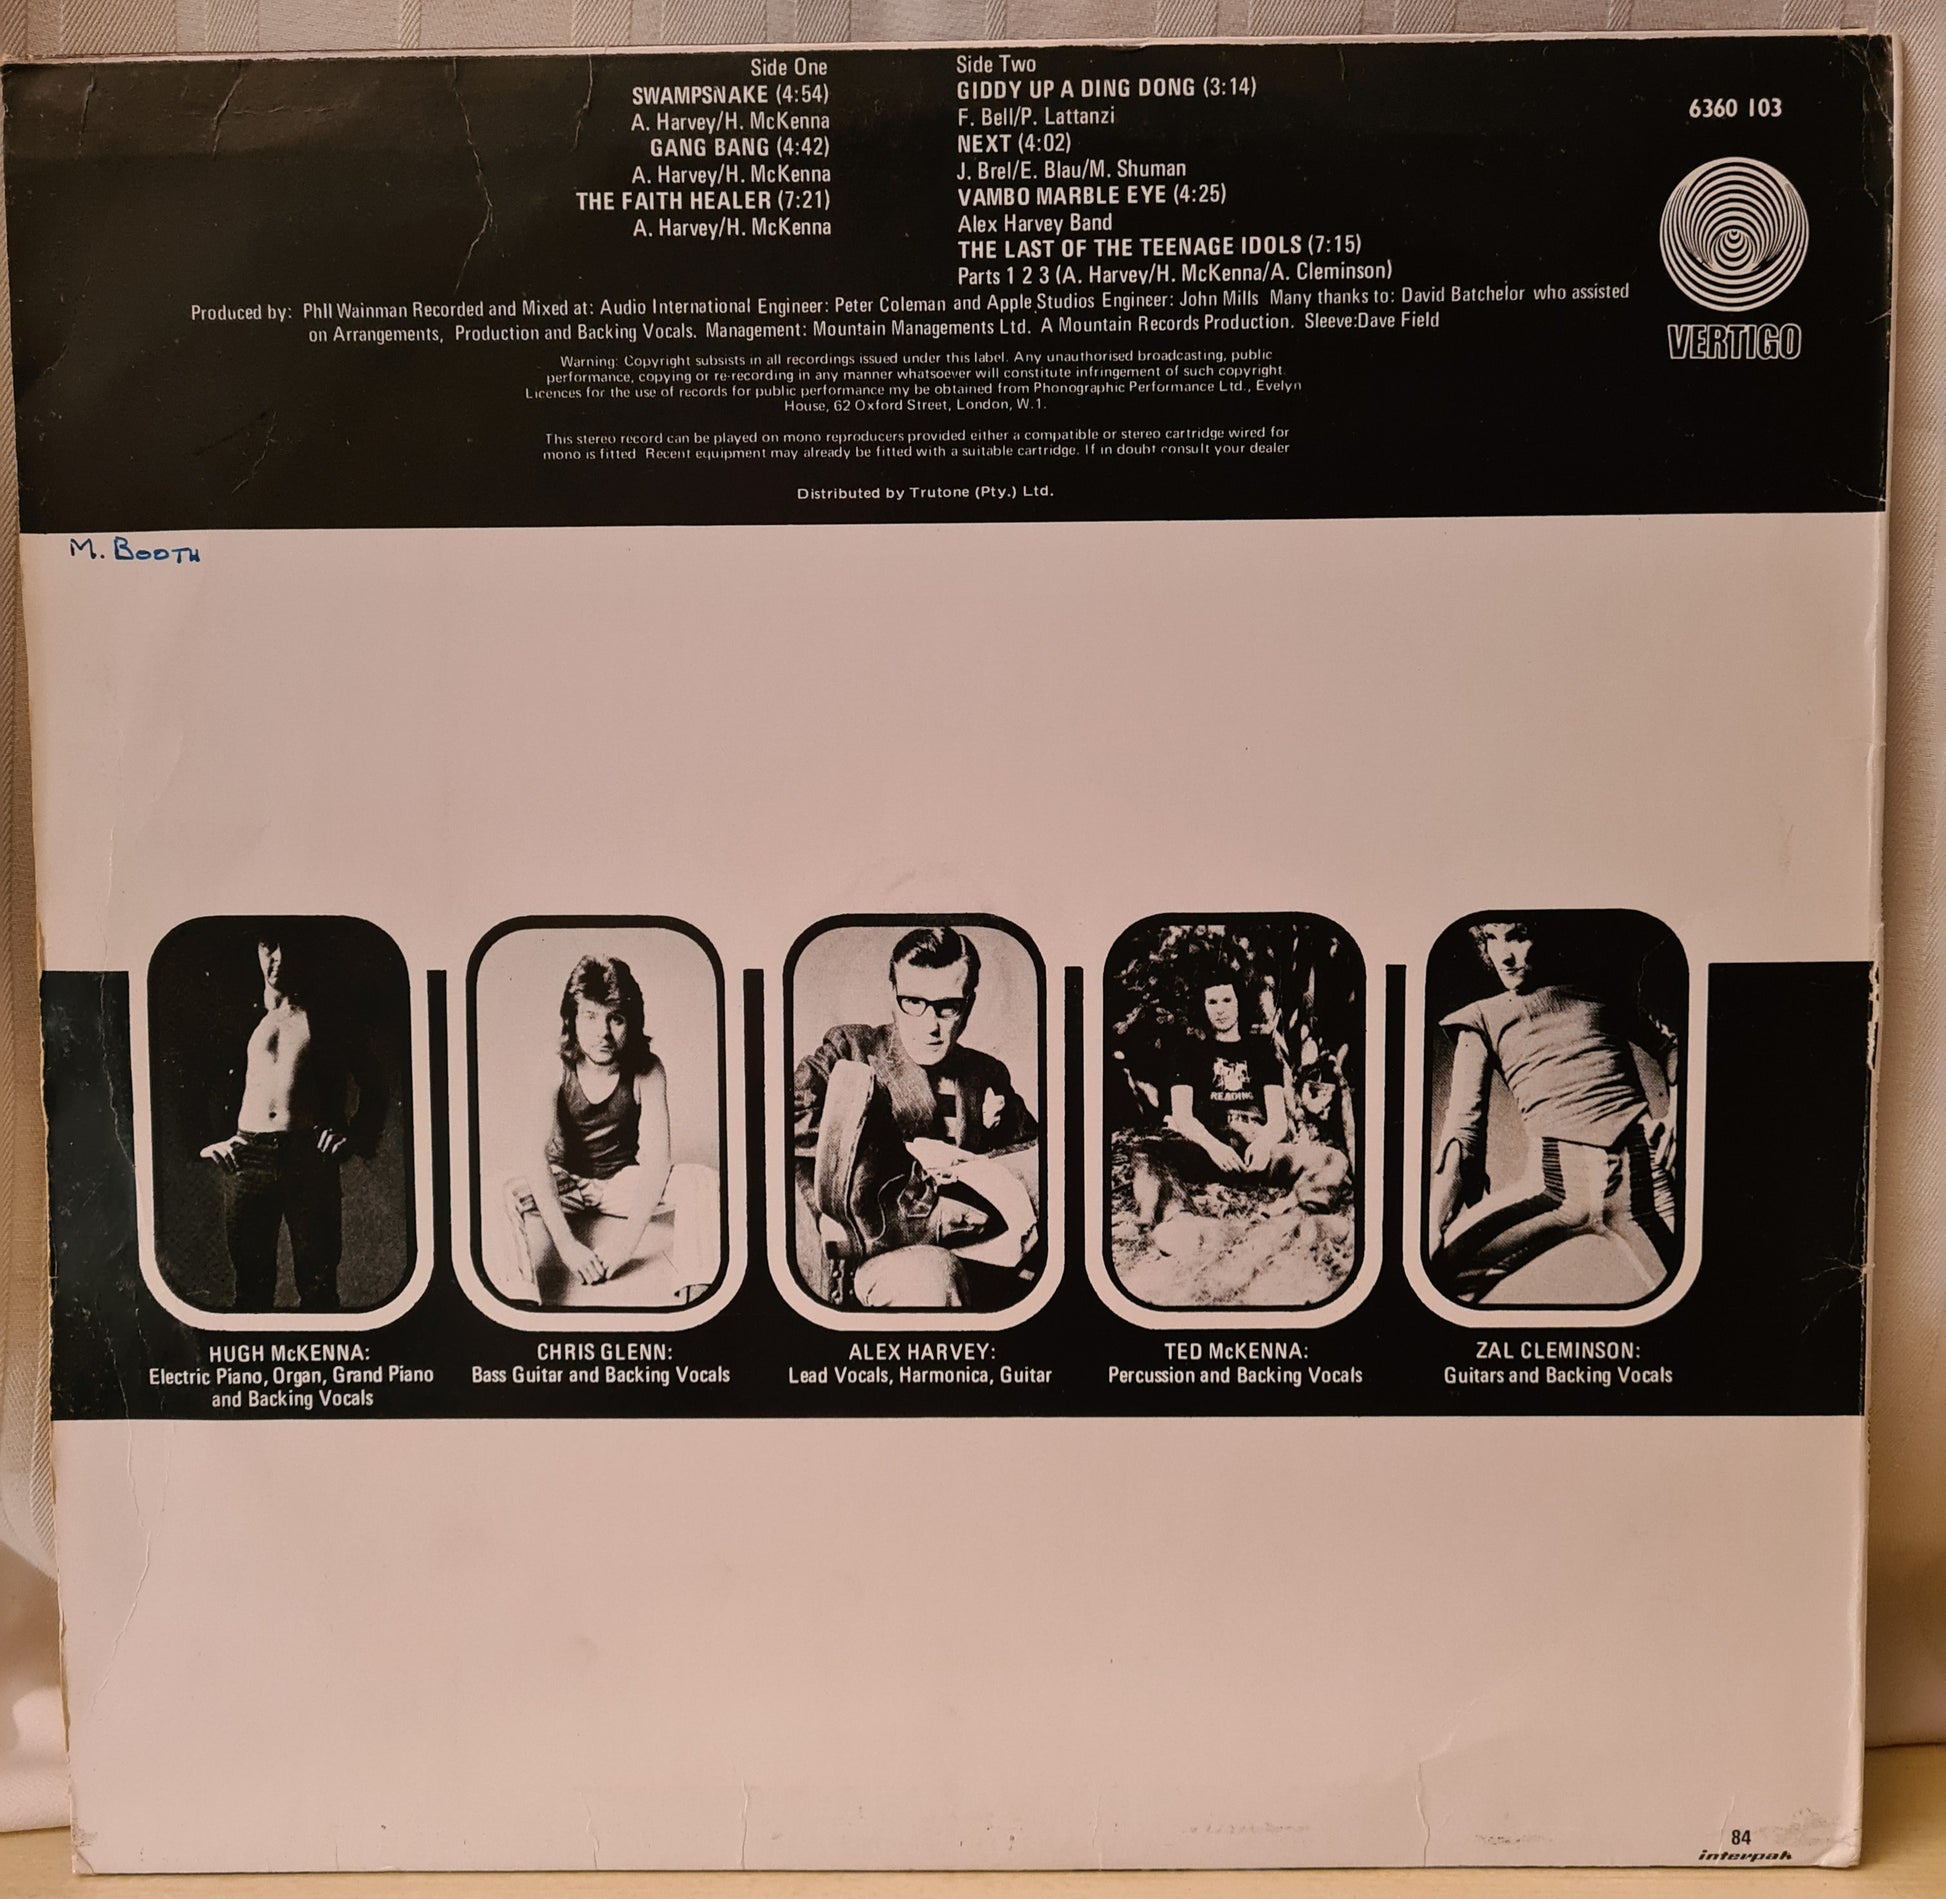 Side One
SWAMPSNAKE (4:54)
A. Harvey/H. McKenna
GANG BANG (4:42)
A. Harvey/H. McKenna
THE FAITH HEALER (7:21)
A. Harvey/H. McKenna
Side Two
GIDDY UP A DING DONG (3:14)
F. Bell/P. Lattanzi
NEXT (4:02)
J. Brel/E. Blau/M. Shuman
VAMBO MARBLE EYE (4:25)
Alex Harvey Band
THE LAST OF THE TEENAGE IDOLS (7:15)
Parts 1 2 3 (A. Harvey/H. McKenna/A. Cleminson)
6360 103
VERTIGO
Produced by: Phll Wainman Recorded and Mixed at: Audio International Engineer: Peter Coleman and Apple Studios Engineer: John Mills Many thanks to: David Batchelor who assisted
on Arrangements, Production and Backing Vocals. Management: Mountain Managements Ltd. A Mountain Records Production. Sleeve:Dave Field
Warning: Copyright subsists in all recordings issued under this label. Any unauthorised broadcasting, public
performance, copying or re-recording in any manner whatsoever will constitute infringement of such copyright.
Licences for the use of records for public performance my be obtained from Phonographic Performance Ltd., Evelyn
House, 62 Oxford Street, London, W.1.
This stereo record can be played on mono reproducers provided either a compatible or stereo cartridge wired for
mono is fitted Recent equipment may already be fitted with a suitable cartridge. If in doubt consult your dealer
Distributed by Trutone (Pty.) Ltd.
M. BOOTH
READING
HUGH McKENNA:
Electric Piano, Organ, Grand Piano
and Backing Vocals
CHRIS GLENN:
Bass Guitar and Backing Vocals
ALEX HARVEY:
Lead Vocals, Harmonica, Guitar
TED McKENNA:
Percussion and Backing Vocals
ZAL CLEMINSON:
Guitars and Backing Vocals
84
interpak